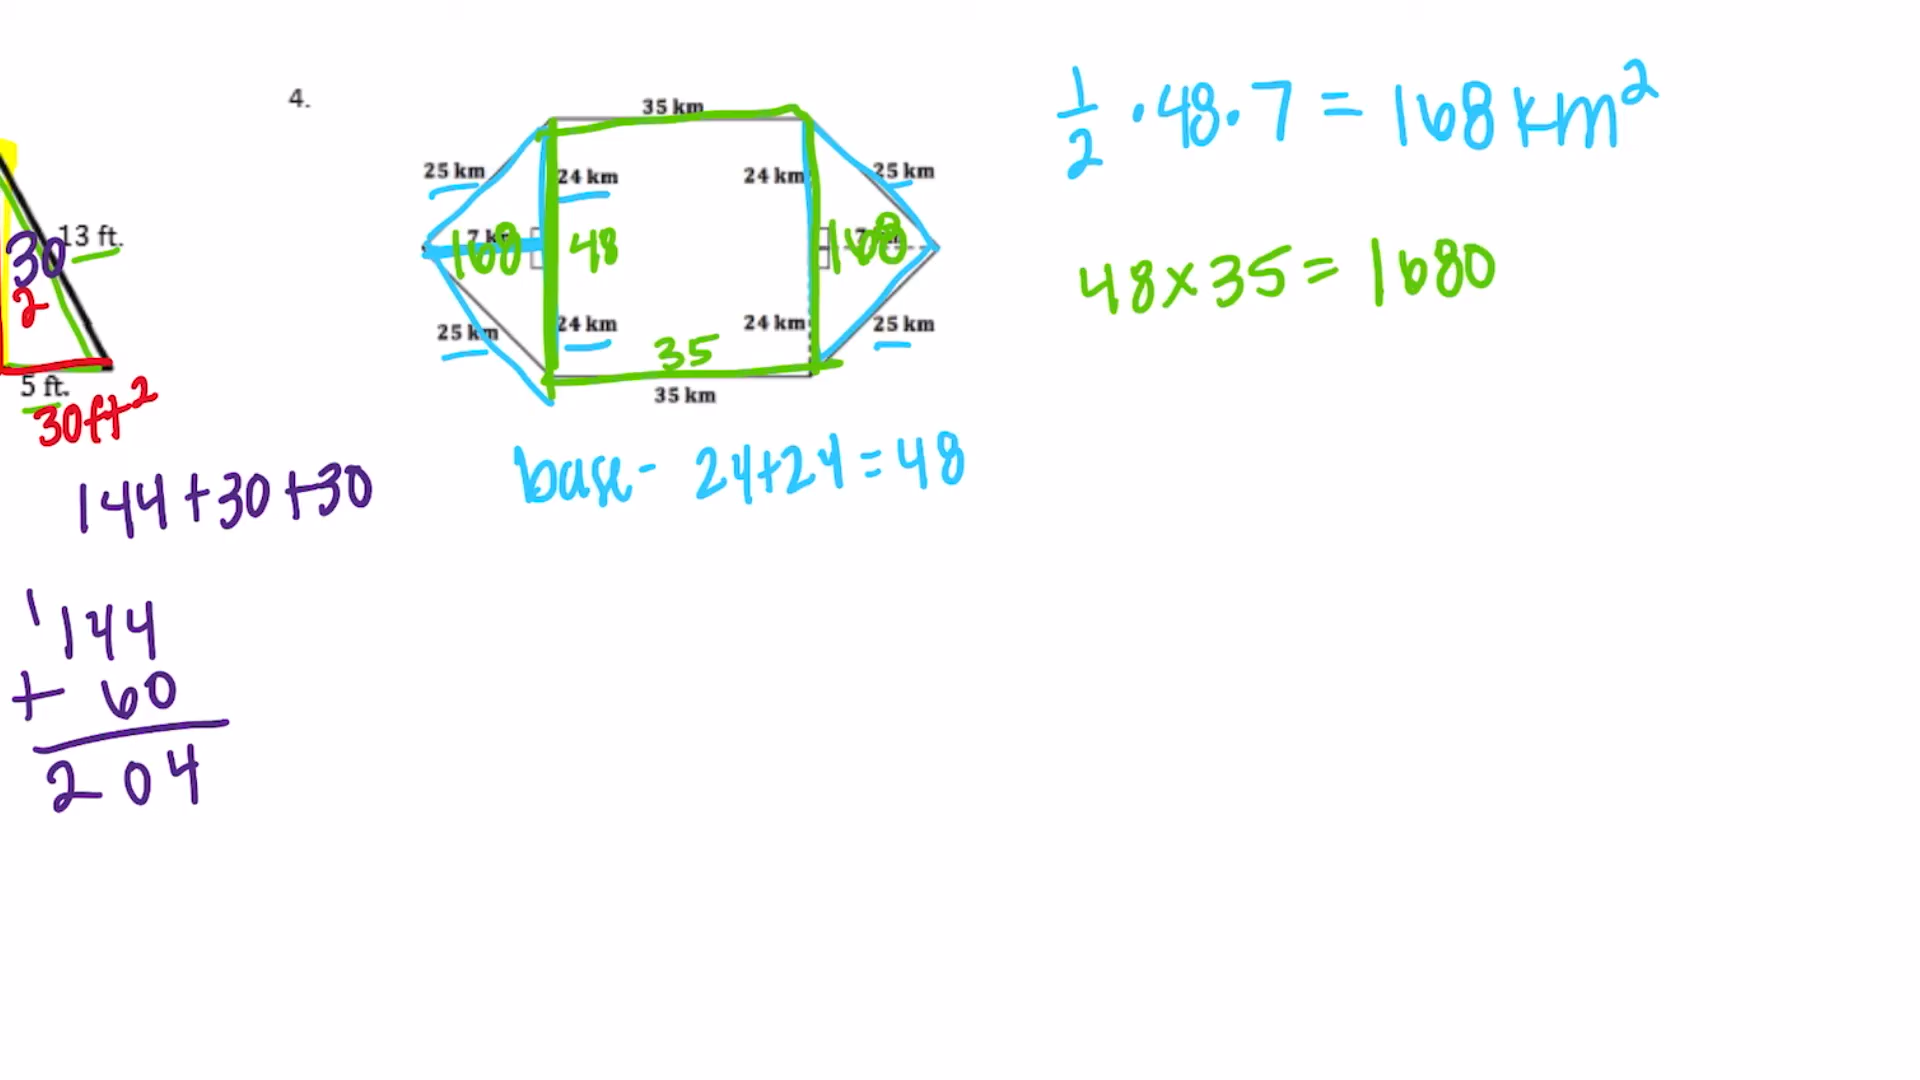 4.
35 km
25 km
24 km
24 km
25 km
168
48
168
25 km
24 km
24 km
25 km
35
35 km
base - 24+24=48
1/2 · 48 · 7 = 168 km²
48x35= 1680
13 ft.
30
2
5 ft.
30ft²
144+30+30
1
144
+ 60
204